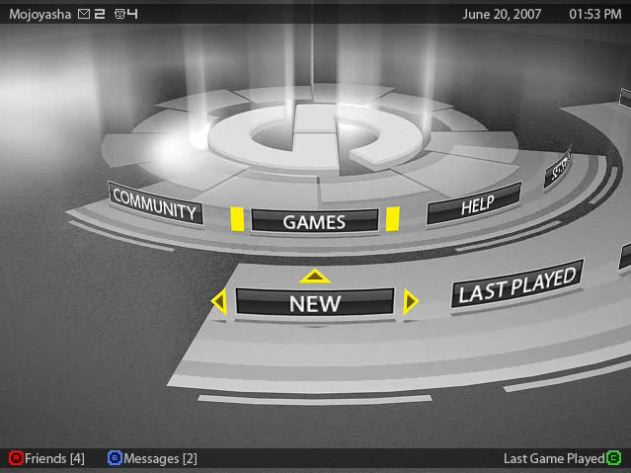 Mojoyasha 2 4 June 20, 2007 01:53 PM
COMMUNITY GAMES HELP
NEW LAST PLAYED
Friends [4] Messages [2] Last Game Played